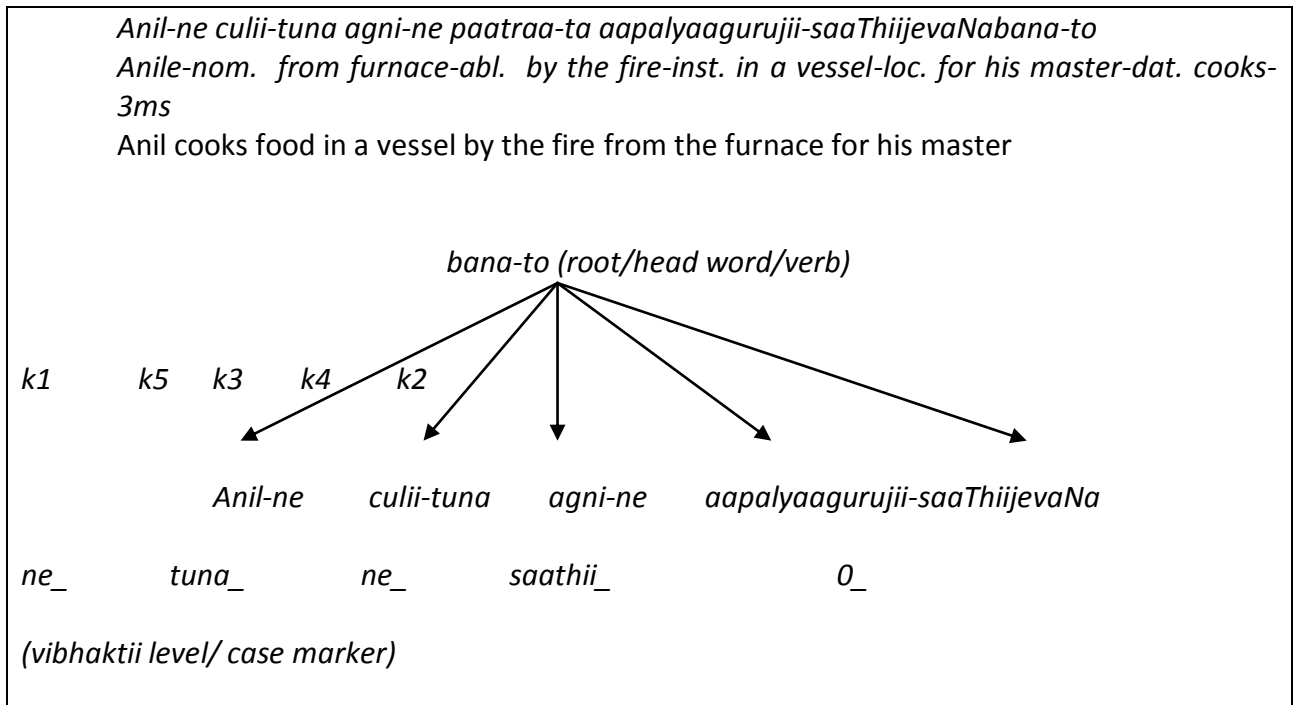 Anil-ne culii-tuna agni-ne paatraa-ta aapalyaagurujii-saaThiijevaNabana-to
Anile-nom. from furnace-abl. by the fire-inst. in a vessel-loc. for his master-dat. cooks-
3ms
Anil cooks food in a vessel by the fire from the furnace for his master
bana-to (root/head word/verb)
k1 k5 k3 k4 k2
Anil-ne culii-tuna agni-ne aapalyaagurujii-saaThiijevaNa
ne_ tuna_ ne_ saathii_ 0_
(vibhaktii level/ case marker)